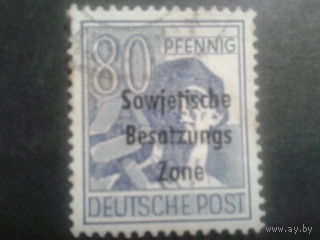 80 PFENNIG
Sowjetische
Besatzungs
Zone
DEUTSCHE POST
www.ay.by